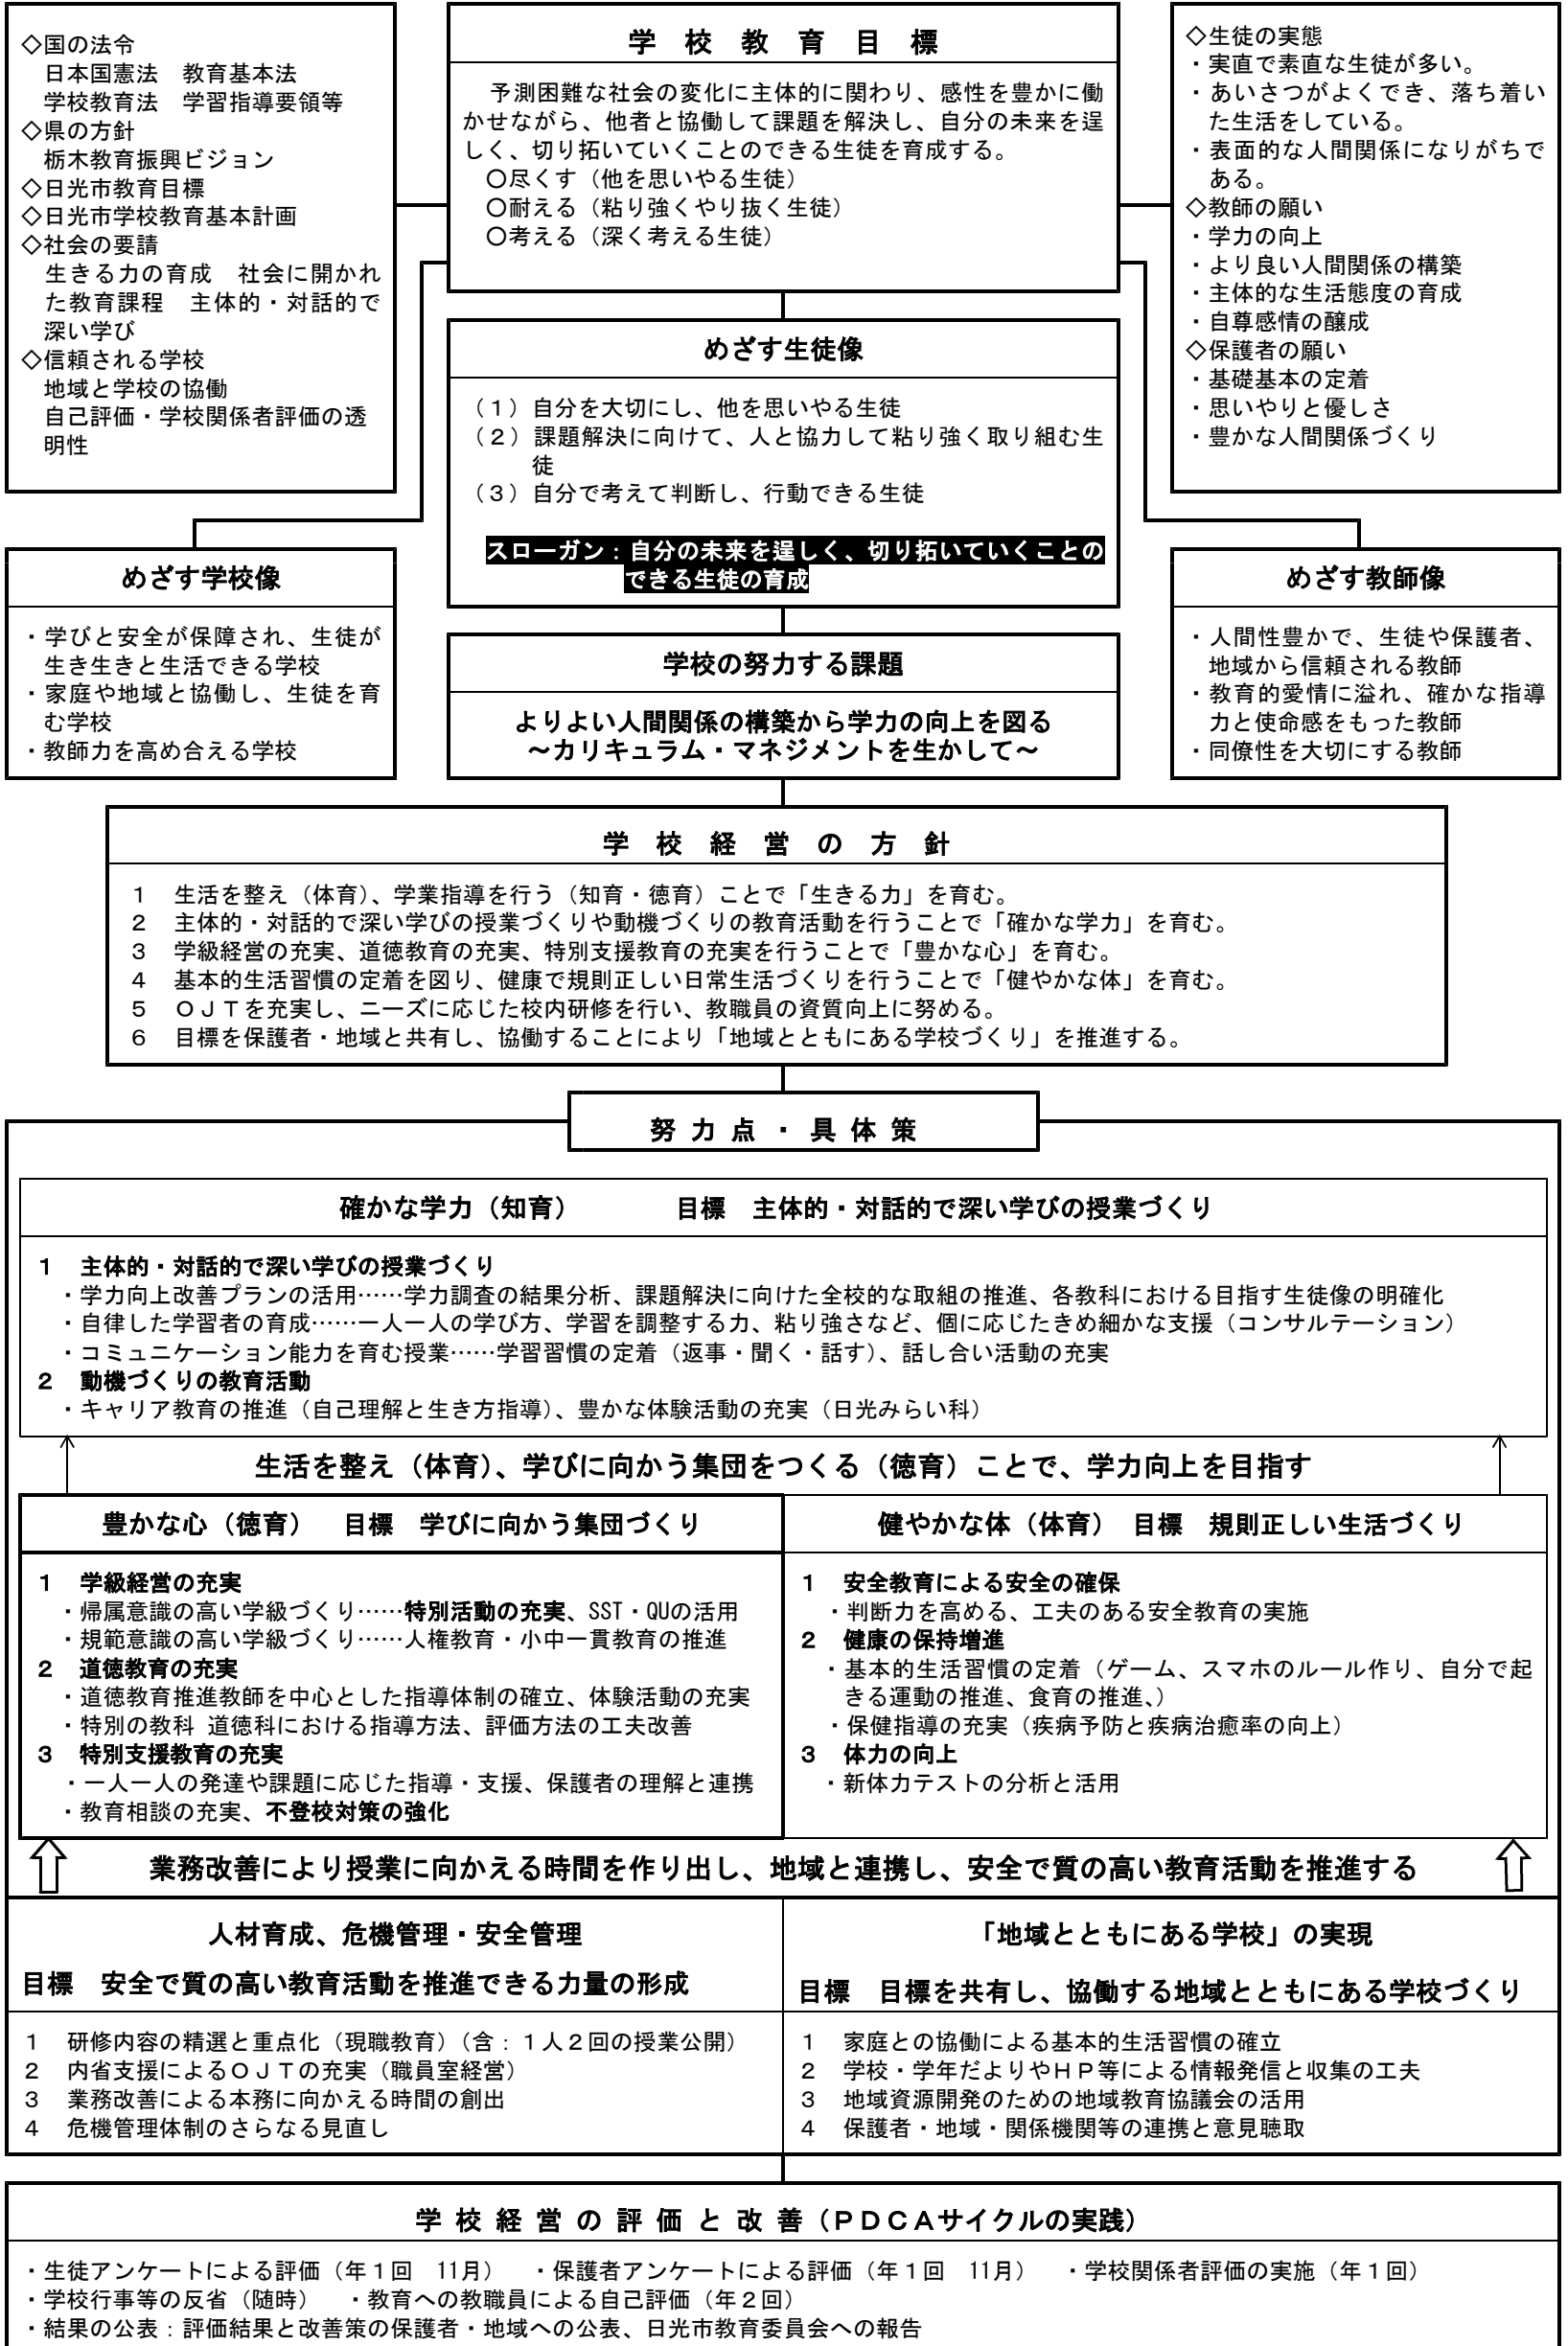 ◇国の法令
日本国憲法　教育基本法
学校教育法　学習指導要領等
◇県の方針
栃木教育振興ビジョン
◇日光市教育目標
◇日光市学校教育基本計画
◇社会の要請
生きる力の育成　社会に開かれ
た教育課程　主体的・対話的で
深い学び
◇信頼される学校
地域と学校の協働
自己評価・学校関係者評価の透
明性
学校教育目標
予測困難な社会の変化に主体的に関わり、感性を豊かに働
かせながら、他者と協働して課題を解決し、自分の未来を逞
しく、切り拓いていくことのできる生徒を育成する。
○尽くす（他を思いやる生徒）
○耐える（粘り強くやり抜く生徒）
○考える（深く考える生徒）
◇生徒の実態
・実直で素直な生徒が多い。
・あいさつがよくでき、落ち着い
た生活をしている。
・表面的な人間関係になりがちで
ある。
◇教師の願い
・学力の向上
・より良い人間関係の構築
・主体的な生活態度の育成
・自尊感情の醸成
◇保護者の願い
・基礎基本の定着
・思いやりと優しさ
・豊かな人間関係づくり
めざす生徒像
（１）自分を大切にし、他を思いやる生徒
（２）課題解決に向けて、人と協力して粘り強く取り組む生
徒
（３）自分で考えて判断し、行動できる生徒
スローガン：自分の未来を逞しく、切り拓いていくことの
できる生徒の育成
めざす学校像
・学びと安全が保障され、生徒が
生き生きと生活できる学校
・家庭や地域と協働し、生徒を育
む学校
・教師力を高め合える学校
学校の努力する課題
よりよい人間関係の構築から学力の向上を図る
～カリキュラム・マネジメントを生かして～
めざす教師像
・人間性豊かで、生徒や保護者、
地域から信頼される教師
・教育的愛情に溢れ、確かな指導
力と使命感をもった教師
・同僚性を大切にする教師
学校経営の方針
１　生活を整え（体育）、学業指導を行う（知育・徳育）ことで「生きる力」を育む。
２　主体的・対話的で深い学びの授業づくりや動機づくりの教育活動を行うことで「確かな学力」を育む。
３　学級経営の充実、道徳教育の充実、特別支援教育の充実を行うことで「豊かな心」を育む。
４　基本的生活習慣の定着を図り、健康で規則正しい日常生活づくりを行うことで「健やかな体」を育む。
５　ＯＪＴを充実し、ニーズに応じた校内研修を行い、教職員の資質向上に努める。
６　目標を保護者・地域と共有し、協働することにより「地域とともにある学校づくり」を推進する。
努力点・具体策
確かな学力（知育）　目標　主体的・対話的で深い学びの授業づくり
１　主体的・対話的で深い学びの授業づくり
・学力向上改善プランの活用……学力調査の結果分析、課題解決に向けた全校的な取組の推進、各教科における目指す生徒像の明確化
・自律した学習者の育成……一人一人の学び方、学習を調整する力、粘り強さなど、個に応じたきめ細かな支援（コンサルテーション）
・コミュニケーション能力を育む授業……学習習慣の定着（返事・聞く・話す）、話し合い活動の充実
２　動機づくりの教育活動
・キャリア教育の推進（自己理解と生き方指導）、豊かな体験活動の充実（日光みらい科）
生活を整え（体育）、学びに向かう集団をつくる（徳育）ことで、学力向上を目指す
豊かな心（徳育）　目標　学びに向かう集団づくり
１　学級経営の充実
・帰属意識の高い学級づくり……特別活動の充実、SST・QUの活用
・規範意識の高い学級づくり……人権教育・小中一貫教育の推進
２　道徳教育の充実
・道徳教育推進教師を中心とした指導体制の確立、体験活動の充実
・特別の教科 道徳科における指導方法、評価方法の工夫改善
３　特別支援教育の充実
・一人一人の発達や課題に応じた指導・支援、保護者の理解と連携
・教育相談の充実、不登校対策の強化
健やかな体（体育）　目標　規則正しい生活づくり
１　安全教育による安全の確保
・判断力を高める、工夫のある安全教育の実施
２　健康の保持増進
・基本的生活習慣の定着（ゲーム、スマホのルール作り、自分で起
きる運動の推進、食育の推進、）
・保健指導の充実（疾病予防と疾病治癒率の向上）
３　体力の向上
・新体力テストの分析と活用
業務改善により授業に向かえる時間を作り出し、地域と連携し、安全で質の高い教育活動を推進する
人材育成、危機管理・安全管理
目標　安全で質の高い教育活動を推進できる力量の形成
１　研修内容の精選と重点化（現職教育）（含：１人２回の授業公開）
２　内省支援によるＯＪＴの充実（職員室経営）
３　業務改善による本務に向かえる時間の創出
４　危機管理体制のさらなる見直し
「地域とともにある学校」の実現
目標　目標を共有し、協働する地域とともにある学校づくり
１　家庭との協働による基本的生活習慣の確立
２　学校・学年だよりやＨＰ等による情報発信と収集の工夫
３　地域資源開発のための地域教育協議会の活用
４　保護者・地域・関係機関等の連携と意見聴取
学校経営の評価と改善（ＰＤＣＡサイクルの実践）
・生徒アンケートによる評価（年１回　11月）　・保護者アンケートによる評価（年１回　11月）　・学校関係者評価の実施（年１回）
・学校行事等の反省（随時）　・教育への教職員による自己評価（年２回）
・結果の公表：評価結果と改善策の保護者・地域への公表、日光市教育委員会への報告